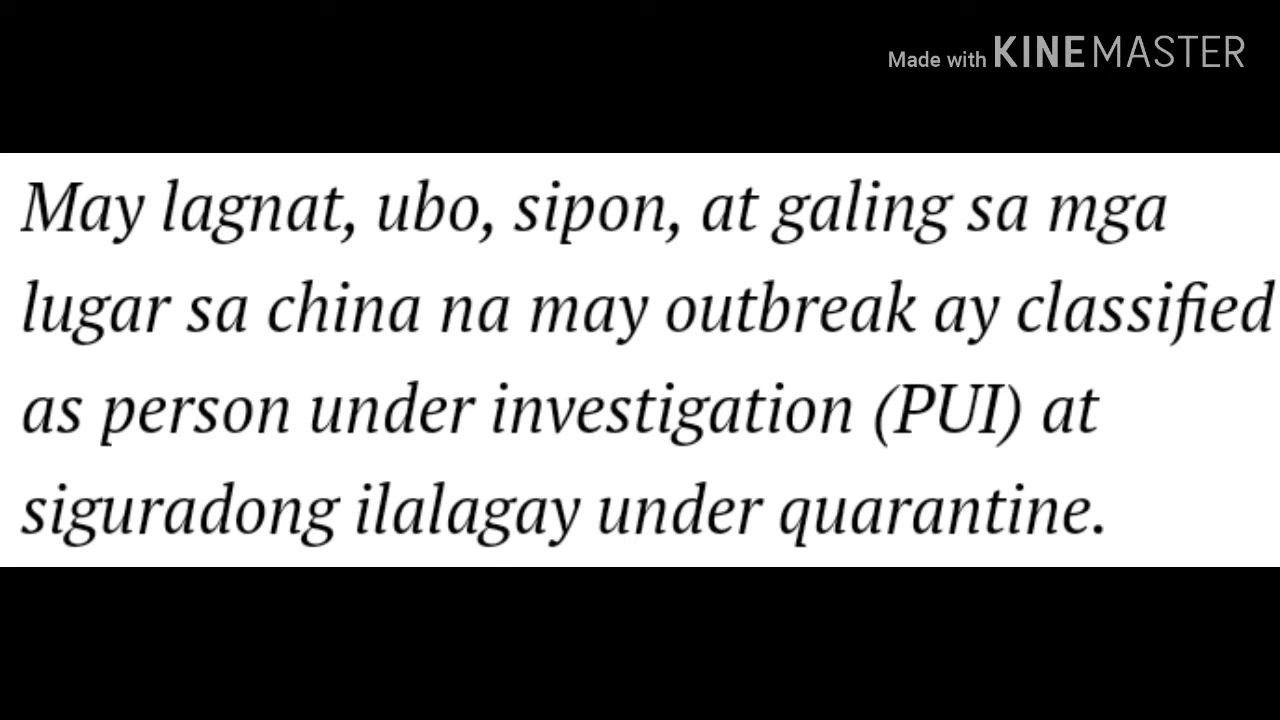 Made with KINEMASTER
May lagnat, ubo, sipon, at galing sa mga
lugar sa china na may outbreak ay classified
as person under investigation (PUI) at
siguradong ilalagay under quarantine.